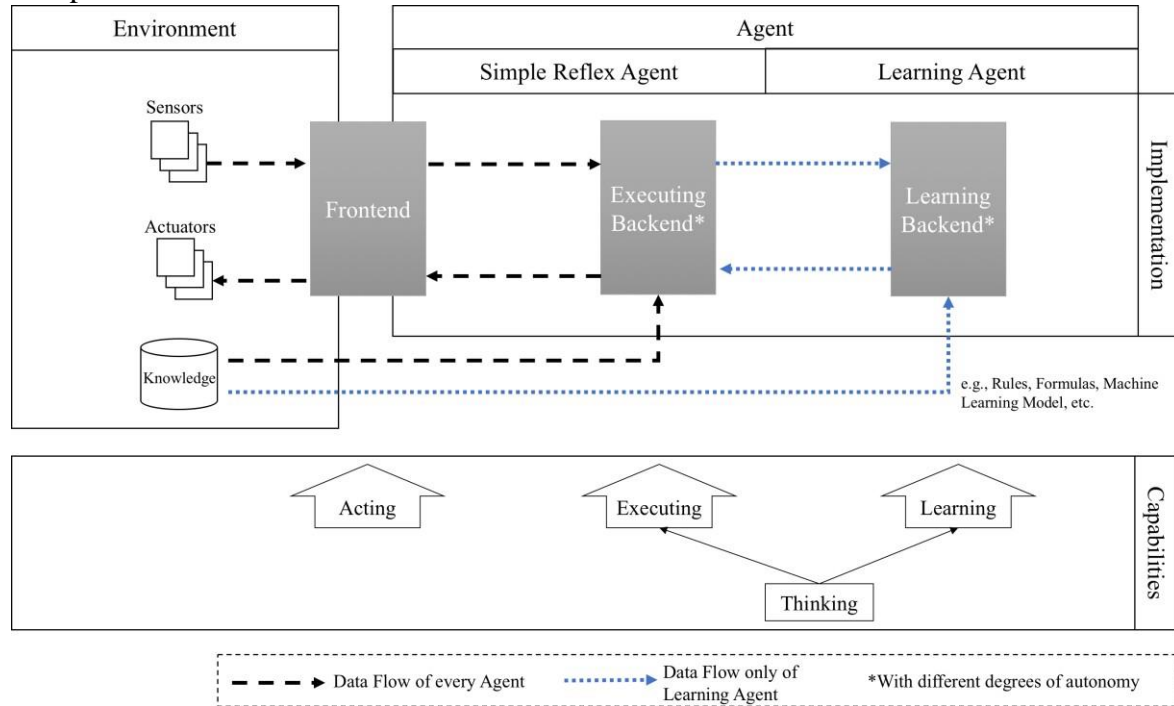 Environment
Agent
Simple Reflex Agent
Learning Agent
Sensors
Actuators
Knowledge
Frontend
Executing
Backend*
Learning
Backend*
Implementation
e.g., Rules, Formulas, Machine
Learning Model, etc.
Acting
Executing
Learning
Thinking
Capabilities
Data Flow of every Agent
Data Flow only of
Learning Agent
*With different degrees of autonomy